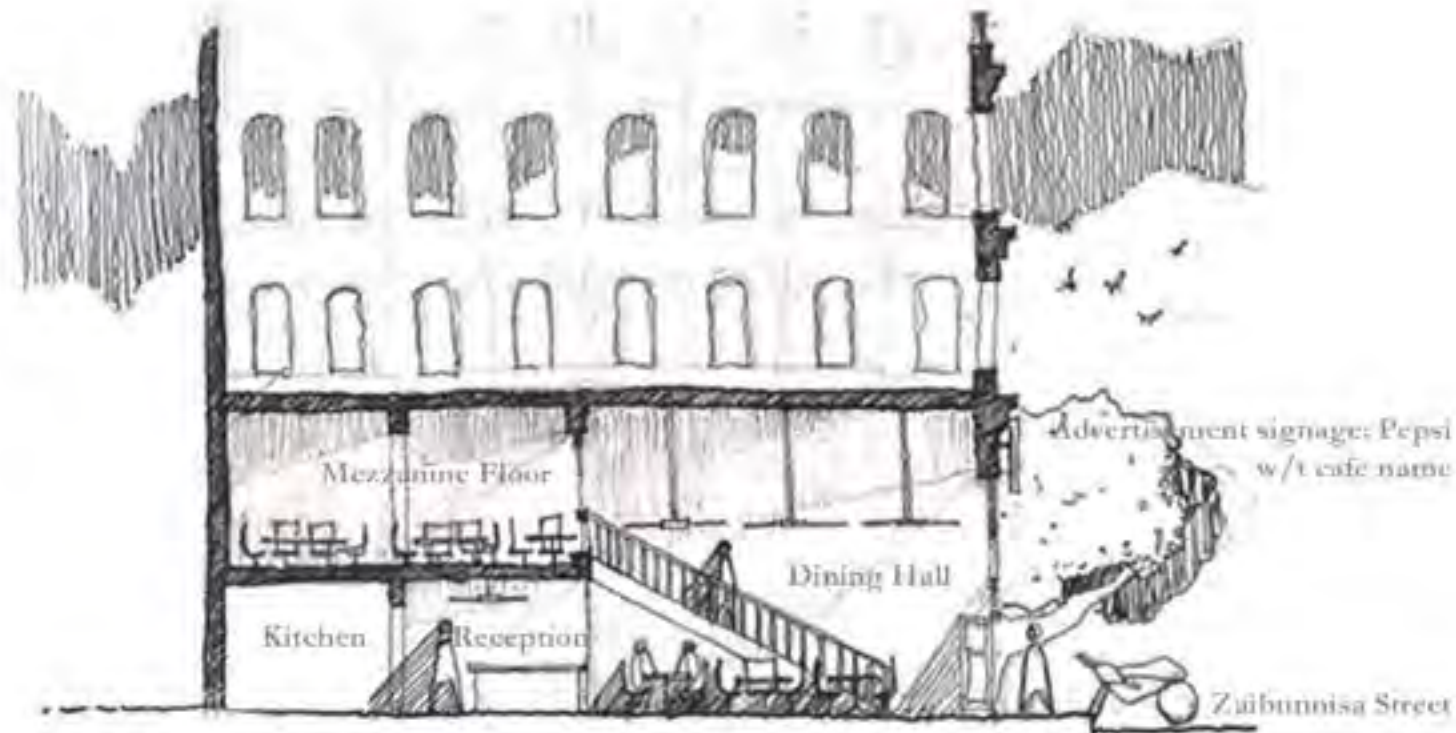 Advertisement signage: Pepsi
w/t cafe name
Mezzanine Floor
Dining Hall
Kitchen
Reception
Zaibunnisa Street